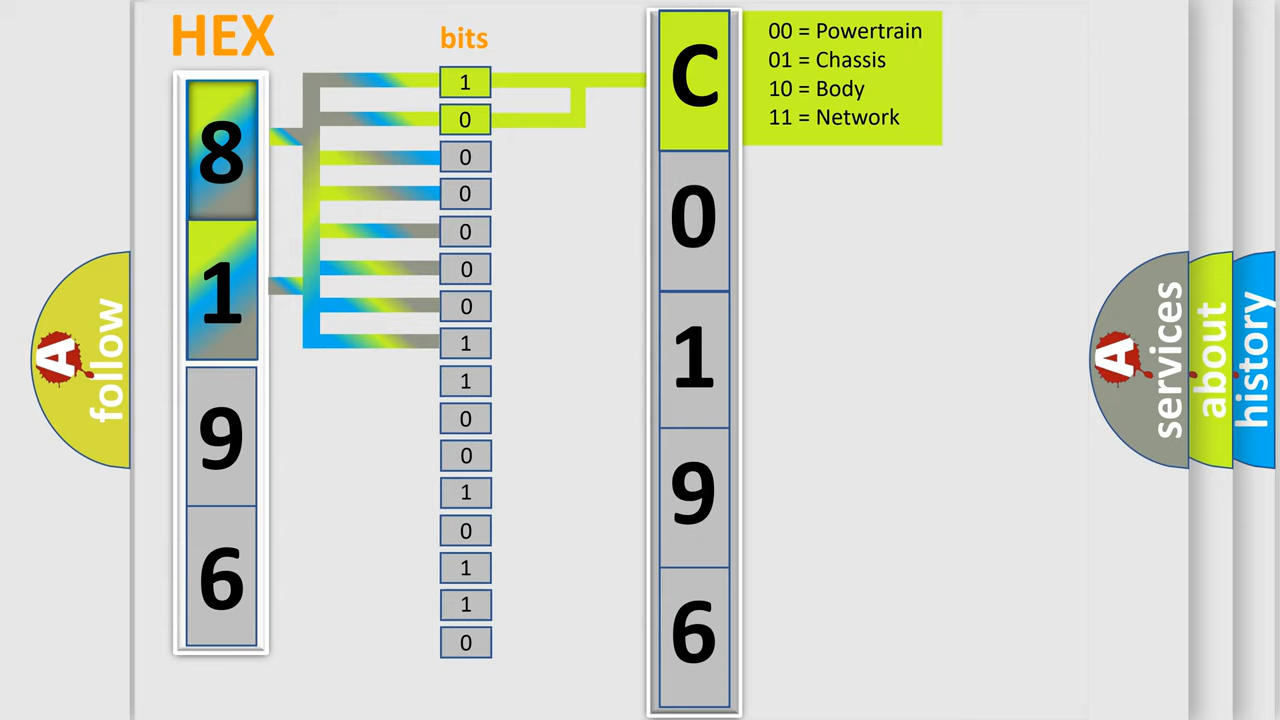 HEX
8
1
9
6
bits
1
0
0
0
0
0
0
1
1
0
0
1
0
1
1
0
C
0
1
9
6
00 = Powertrain
01 = Chassis
10 = Body
11 = Network
A
follow
A
services
about
history